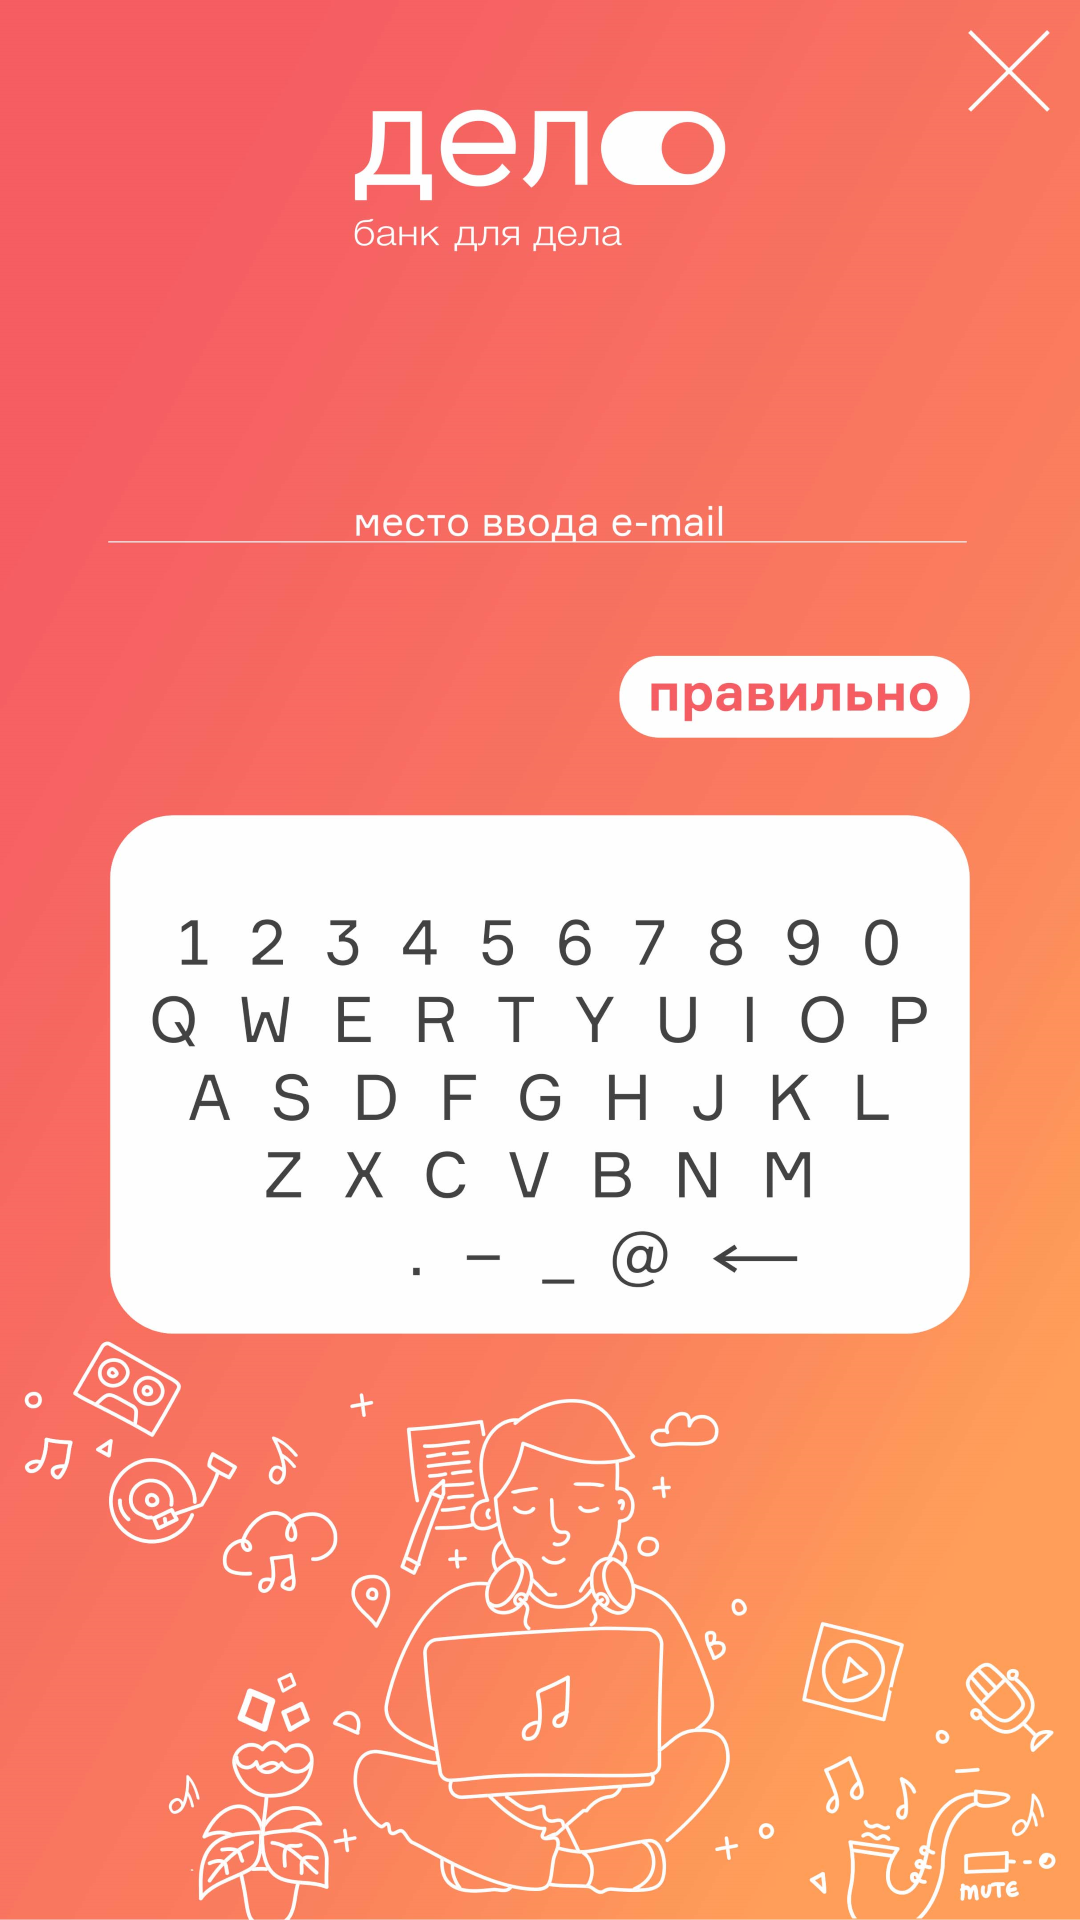 дело
банк для дела
место ввода e-mail
правильно
1 2 3 4 5 6 7 8 9 0
Q W E R T Y U I O P
A S D F G H J K L
Z X C V B N M
. – _ @ ←
MUTE